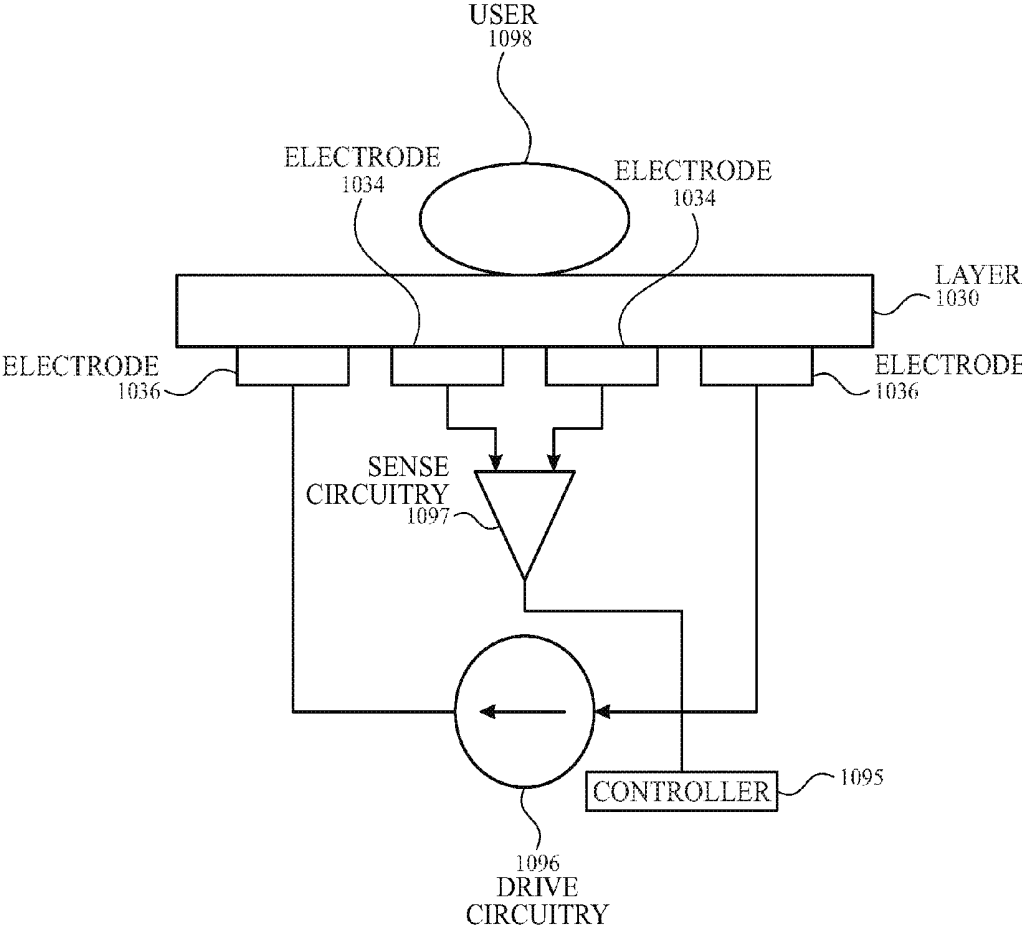 USER
1098
ELECTRODE
1034
ELECTRODE
1034
LAYER
1030
ELECTRODE
1036
ELECTRODE
1036
SENSE
CIRCUITRY
1097
CONTROLLER
1095
1096
DRIVE
CIRCUITRY